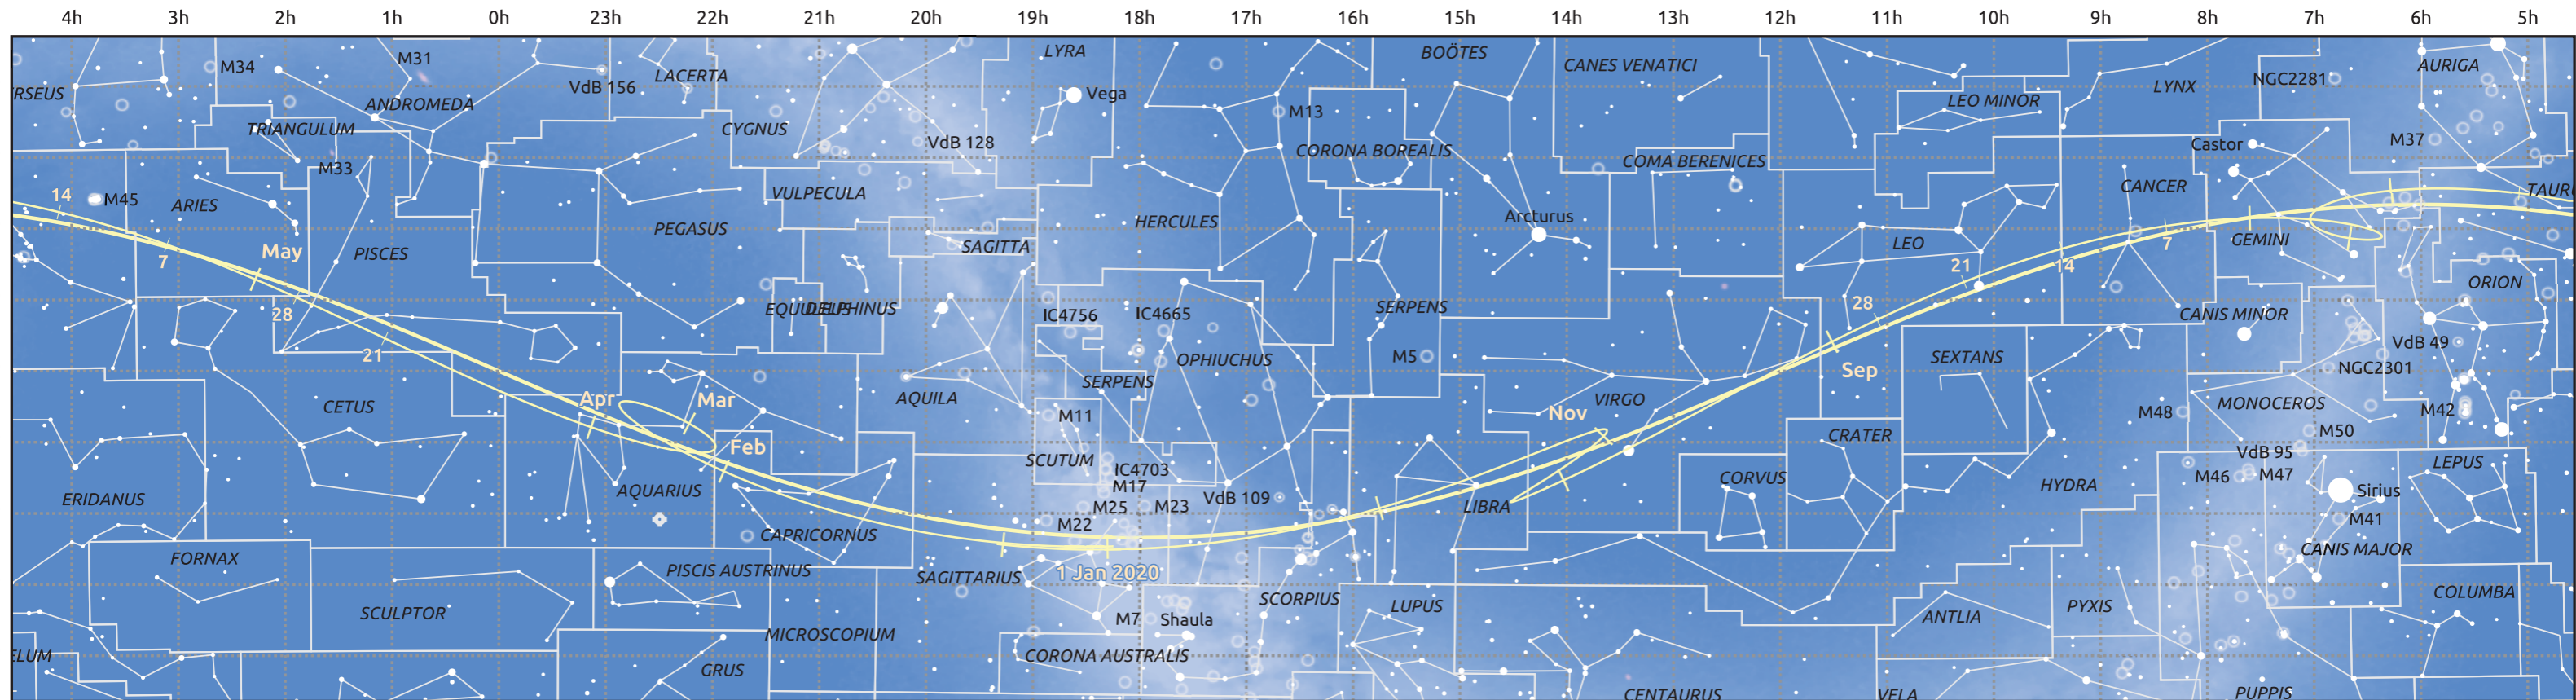 4h 3h 2h 1h 0h 23h 22h 21h 20h 19h 18h 17h 16h 15h 14h 13h 12h 11h 10h 9h 8h 7h 6h 5h
LYRA
BOÖTES
M31
M34
LACERTA
VdB 156
CANES VENATICI
AURIGA
NGC2281
LYNX
RSEUS
ANDROMEDA
Vega
LEO MINOR
M13
TRIANGULUM
CYGNUS
VdB 128
M37
Castor
CORONA BOREALIS
COMA BERENICES
M33
CANCER
TAUR
14
M45
ARIES
VULPECULA
Arcturus
HERCULES
PEGASUS
SAGITTA
LEO
GEMINI
7
May
PISCES
21
14
7
ORION
EQUULEUS
DELPHINUS
SERPENS
28
28
IC4756
IC4665
CANIS MINOR
VdB 49
21
OPHIUCHUS
M5
SEXTANS
Sep
NGC2301
SERPENS
CETUS
Apr
Mar
AQUILA
VIRGO
Nov
MONOCEROS
M48
M42
M11
M50
CRATER
Feb
SCUTUM
IC4703
M17
VdB 95
LEPUS
M46
M47
CORVUS
HYDRA
Sirius
ERIDANUS
AQUARIUS
VdB 109
M25
M23
LIBRA
M22
M41
CAPRICORNUS
CANIS MAJOR
FORNAX
PISCIS AUSTRINUS
SAGITTARIUS
1 Jan 2020
COLUMBA
SCORPIUS
LUPUS
PYXIS
SCULPTOR
M7
Shaula
ANTLIA
MICROSCOPIUM
ELUM
CORONA AUSTRALIS
GRUS
CENTAURUS
VELA
PUPPIS